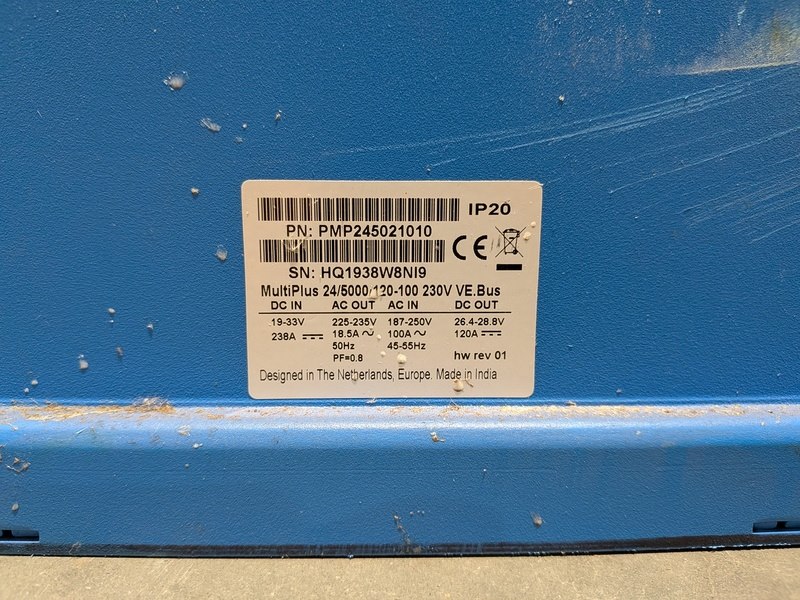 IP20
PN: PMP245021010
CE
SN: HQ1938W8NI9
MultiPlus 24/5000/120-100 230V VE.Bus
DC IN AC OUT AC IN DC OUT
19-33V 225-235V 187-250V 26.4-28.8V
238A 18.5A 100A 120A
50Hz 45-55Hz
PF=0.8 hw rev 01
Designed in The Netherlands, Europe. Made in India